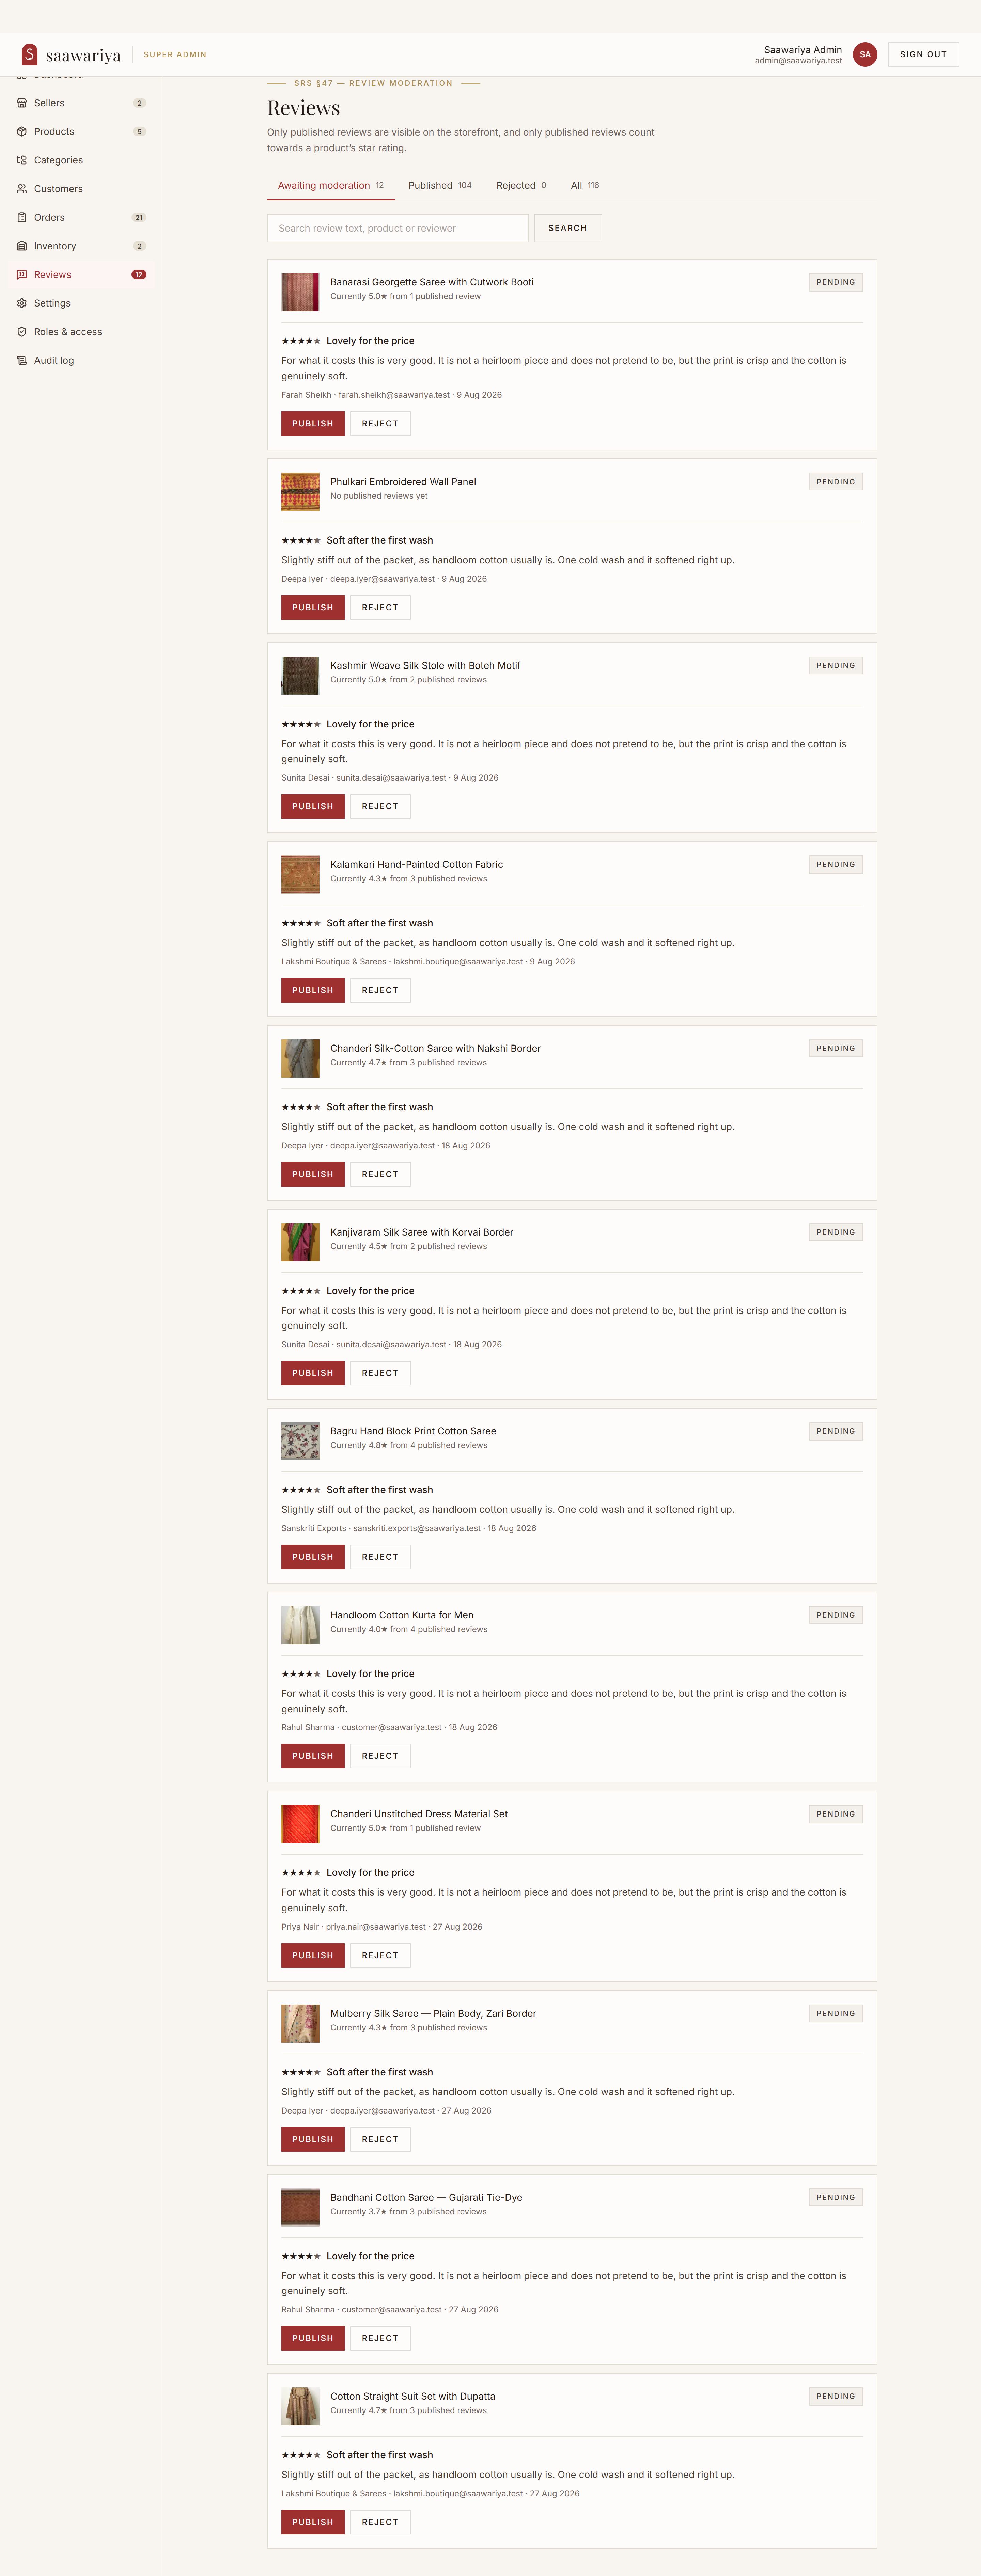 saawariya
SUPER ADMIN
Saawariya Admin
admin@saawariya.test
SA
SIGN OUT
Sellers 2
Products 5
Categories
Customers
Orders 21
Inventory 2
Reviews 12
Settings
Roles & access
Audit log
SRS §47 — REVIEW MODERATION
Reviews
Only published reviews are visible on the storefront, and only published reviews count
towards a product's star rating.
Awaiting moderation 12 Published 104 Rejected 0 All 116
Search review text, product or reviewer
SEARCH
Banarasi Georgette Saree with Cutwork Booti
PENDING
Currently 5.0★ from 1 published review
★★★★★ Lovely for the price
For what it costs this is very good. It is not a heirloom piece and does not pretend to be, but the print is crisp and the cotton is
genuinely soft.
Farah Sheikh · farah.sheikh@saawariya.test · 9 Aug 2026
PUBLISH REJECT
Phulkari Embroidered Wall Panel
PENDING
No published reviews yet
★★★★★ Soft after the first wash
Slightly stiff out of the packet, as handloom cotton usually is. One cold wash and it softened right up.
Deepa Iyer · deepa.iyer@saawariya.test · 9 Aug 2026
PUBLISH REJECT
Kashmir Weave Silk Stole with Boteh Motif
PENDING
Currently 5.0★ from 2 published reviews
★★★★★ Lovely for the price
For what it costs this is very good. It is not a heirloom piece and does not pretend to be, but the print is crisp and the cotton is
genuinely soft.
Sunita Desai · sunita.desai@saawariya.test · 9 Aug 2026
PUBLISH REJECT
Kalamkari Hand-Painted Cotton Fabric
PENDING
Currently 4.3★ from 3 published reviews
★★★★★ Soft after the first wash
Slightly stiff out of the packet, as handloom cotton usually is. One cold wash and it softened right up.
Lakshmi Boutique & Sarees · lakshmi.boutique@saawariya.test · 9 Aug 2026
PUBLISH REJECT
Chanderi Silk-Cotton Saree with Nakshi Border
PENDING
Currently 4.7★ from 3 published reviews
★★★★★ Soft after the first wash
Slightly stiff out of the packet, as handloom cotton usually is. One cold wash and it softened right up.
Deepa Iyer · deepa.iyer@saawariya.test · 18 Aug 2026
PUBLISH REJECT
Kanjivaram Silk Saree with Korvai Border
PENDING
Currently 4.5★ from 2 published reviews
★★★★★ Lovely for the price
For what it costs this is very good. It is not a heirloom piece and does not pretend to be, but the print is crisp and the cotton is
genuinely soft.
Sunita Desai · sunita.desai@saawariya.test · 18 Aug 2026
PUBLISH REJECT
Bagru Hand Block Print Cotton Saree
PENDING
Currently 4.8★ from 4 published reviews
★★★★★ Soft after the first wash
Slightly stiff out of the packet, as handloom cotton usually is. One cold wash and it softened right up.
Sanskriti Exports · sanskriti.exports@saawariya.test · 18 Aug 2026
PUBLISH REJECT
Handloom Cotton Kurta for Men
PENDING
Currently 4.0★ from 4 published reviews
★★★★★ Lovely for the price
For what it costs this is very good. It is not a heirloom piece and does not pretend to be, but the print is crisp and the cotton is
genuinely soft.
Rahul Sharma · customer@saawariya.test · 18 Aug 2026
PUBLISH REJECT
Chanderi Unstitched Dress Material Set
PENDING
Currently 5.0★ from 1 published review
★★★★★ Lovely for the price
For what it costs this is very good. It is not a heirloom piece and does not pretend to be, but the print is crisp and the cotton is
genuinely soft.
Priya Nair · priya.nair@saawariya.test · 27 Aug 2026
PUBLISH REJECT
Mulberry Silk Saree — Plain Body, Zari Border
PENDING
Currently 4.3★ from 3 published reviews
★★★★★ Soft after the first wash
Slightly stiff out of the packet, as handloom cotton usually is. One cold wash and it softened right up.
Deepa Iyer · deepa.iyer@saawariya.test · 27 Aug 2026
PUBLISH REJECT
Bandhani Cotton Saree — Gujarati Tie-Dye
PENDING
Currently 3.7★ from 3 published reviews
★★★★★ Lovely for the price
For what it costs this is very good. It is not a heirloom piece and does not pretend to be, but the print is crisp and the cotton is
genuinely soft.
Rahul Sharma · customer@saawariya.test · 27 Aug 2026
PUBLISH REJECT
Cotton Straight Suit Set with Dupatta
PENDING
Currently 4.7★ from 3 published reviews
★★★★★ Soft after the first wash
Slightly stiff out of the packet, as handloom cotton usually is. One cold wash and it softened right up.
Lakshmi Boutique & Sarees · lakshmi.boutique@saawariya.test · 27 Aug 2026
PUBLISH REJECT